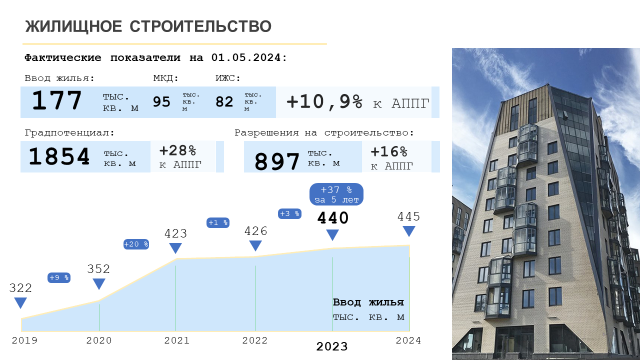 ЖИЛИЩНОЕ СТРОИТЕЛЬСТВО
Фактические показатели на 01.05.2024:
Ввод жилья: МКД: ИЖС:
177 тыс. кв. м 95 тыс. кв. м 82 тыс. кв. м +10,9% к АППГ
Градпотенциал: Разрешения на строительство:
1854 тыс. кв. м +28% к АППГ 897 тыс. кв. м +16% к АППГ
+37 %
за 5 лет
322 +9 % 352 +20 % 423 +1 % 426 +3 % 440 445
Ввод жилья
тыс. кв. м
2019 2020 2021 2022 2023 2024